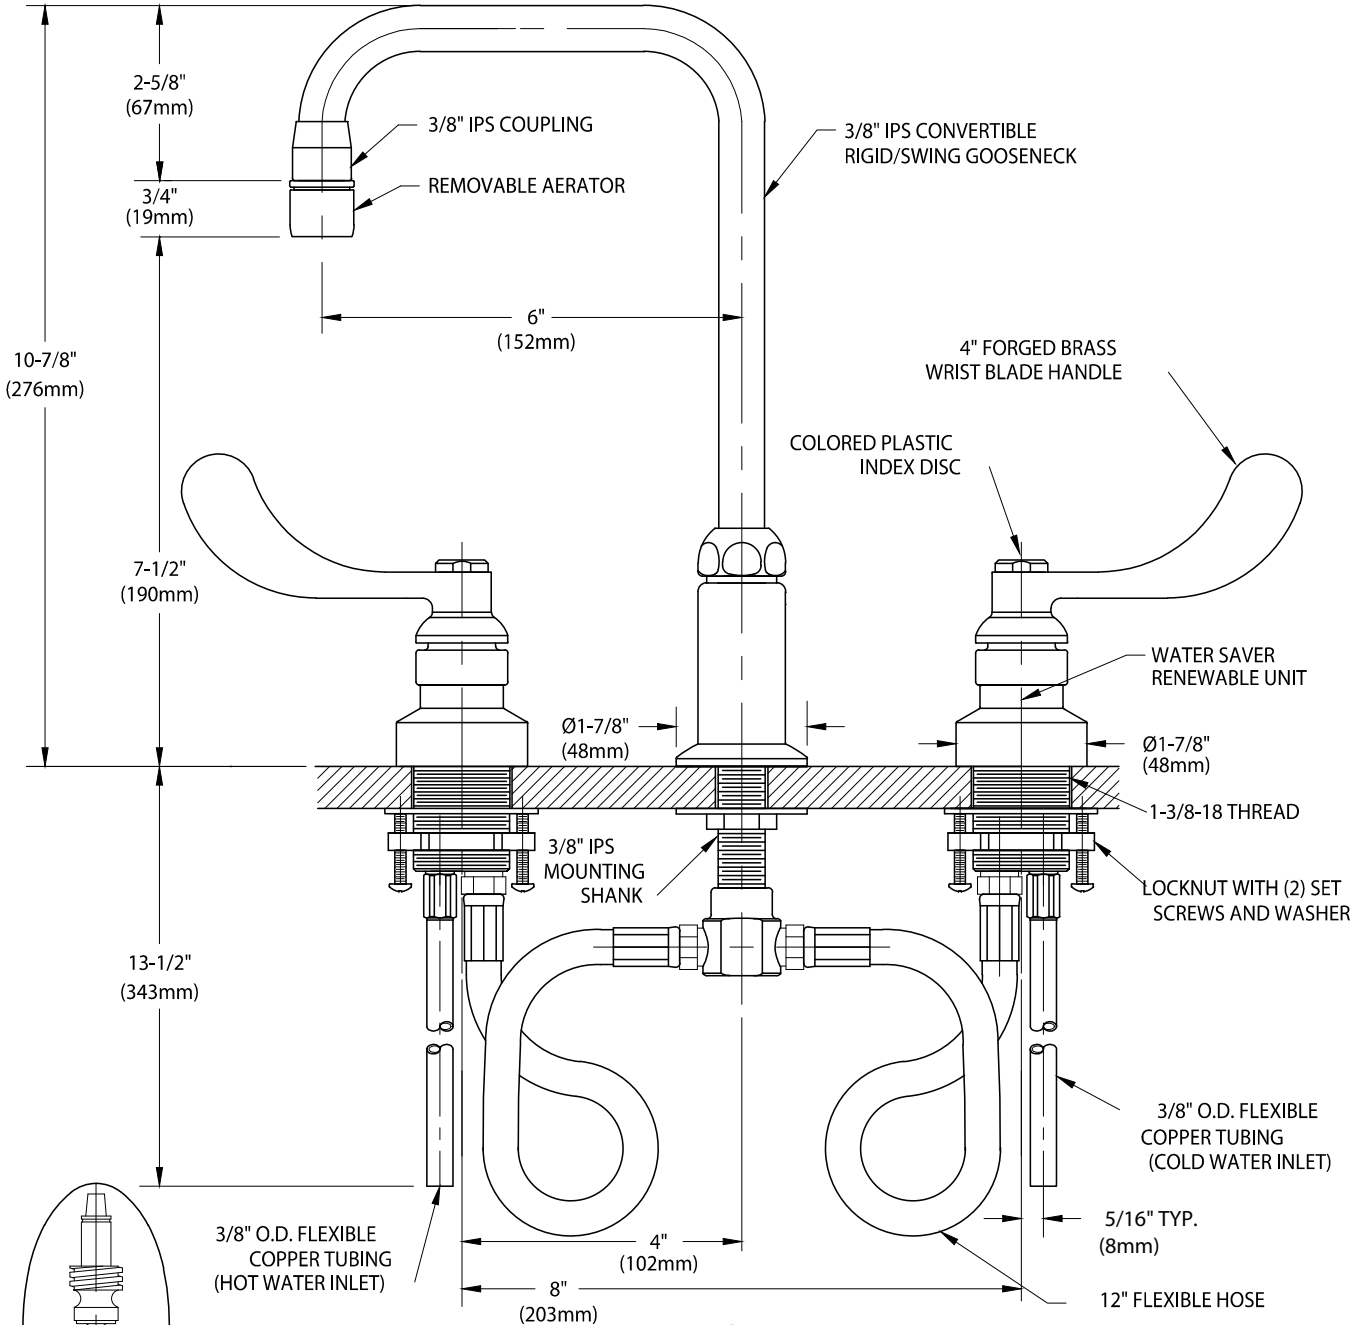 2-5/8"
(67mm)
3/8" IPS COUPLING
3/8" IPS CONVERTIBLE
RIGID/SWING GOOSENECK
REMOVABLE AERATOR
3/4"
(19mm)
6"
(152mm)
10-7/8"
(276mm)
4" FORGED BRASS
WRIST BLADE HANDLE
COLORED PLASTIC
INDEX DISC
7-1/2"
(190mm)
WATER SAVER
RENEWABLE UNIT
Ø1-7/8"
(48mm)
Ø1-7/8"
(48mm)
1-3/8-18 THREAD
3/8" IPS
MOUNTING
SHANK
LOCKNUT WITH (2) SET
SCREWS AND WASHER
13-1/2"
(343mm)
3/8" O.D. FLEXIBLE
COPPER TUBING
(COLD WATER INLET)
3/8" O.D. FLEXIBLE
COPPER TUBING
(HOT WATER INLET)
5/16" TYP.
(8mm)
4"
(102mm)
8"
(203mm)
12" FLEXIBLE HOSE